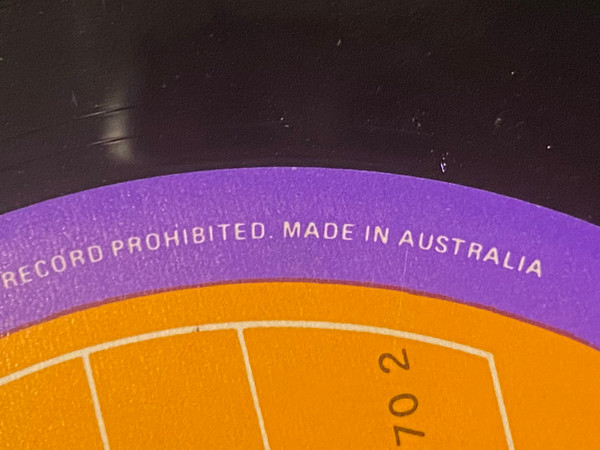 RECORD PROHIBITED. MADE IN AUSTRALIA
70 2